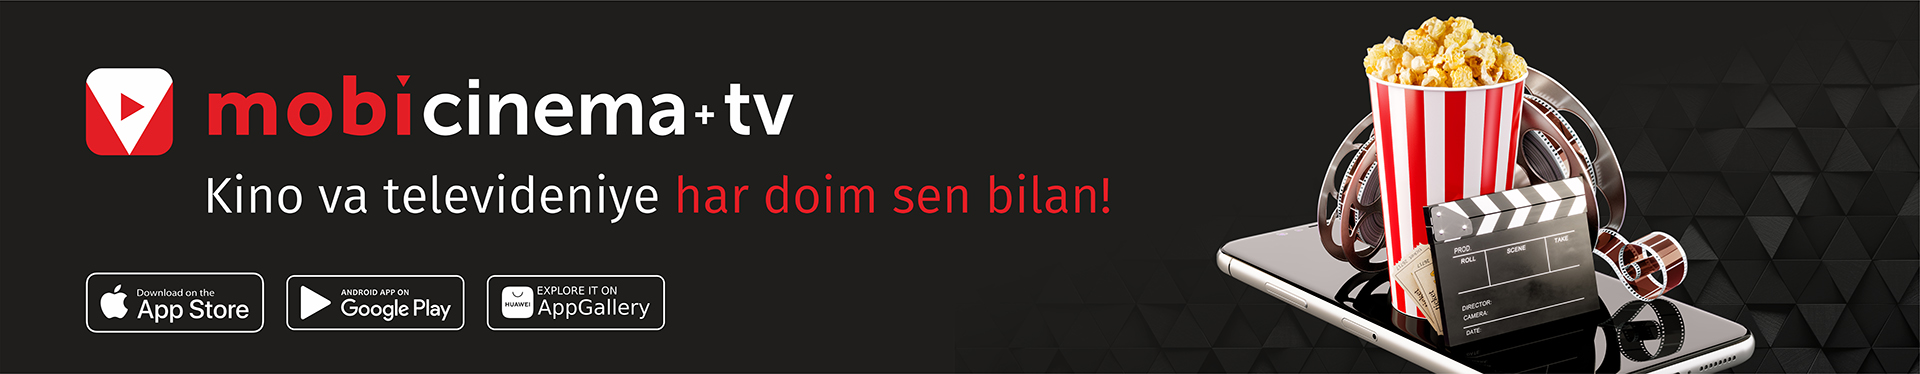 mobicinema+tv
Kino va televideniye har doim sen bilan!
Download on the
App Store
ANDROID APP ON
Google Play
HUAWEI
EXPLORE IT ON
AppGallery
PROD.
ROLL
SCENE
TAKE
DIRECTOR:
CAMERA:
DATE: